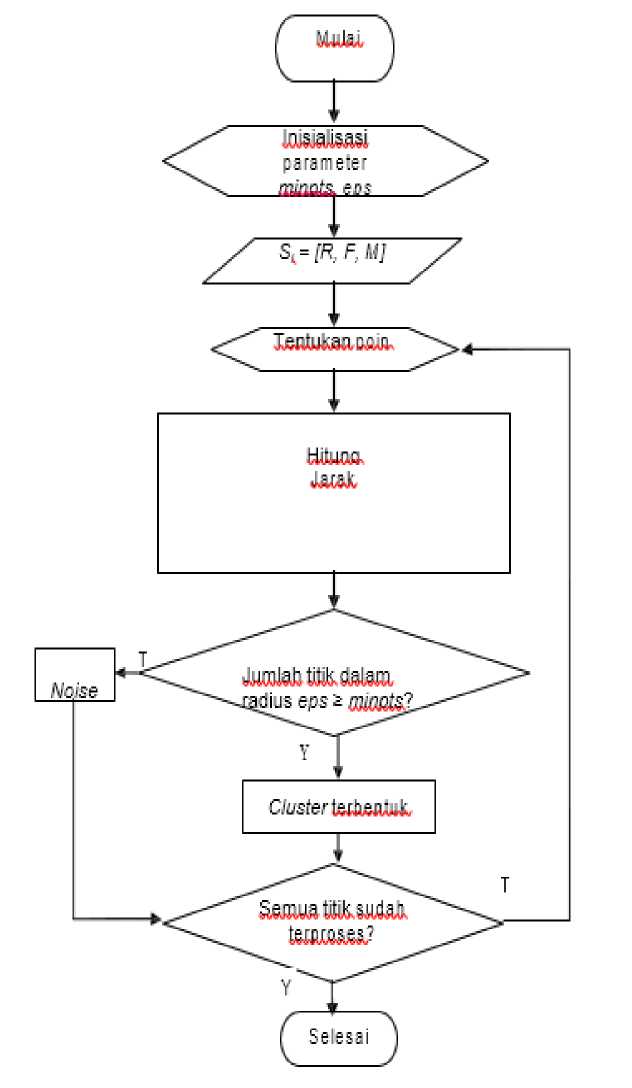 Mulai
Inisialisasi
parameter
minpts, eps
Si = [R, F, M]
Tentukan poin
Hitung
Jarak
T
Noise
Jumlah titik dalam
radius eps ≥ minpts?
Y
Cluster terbentuk
T
Semua titik sudah
terproses?
Y
Selesai